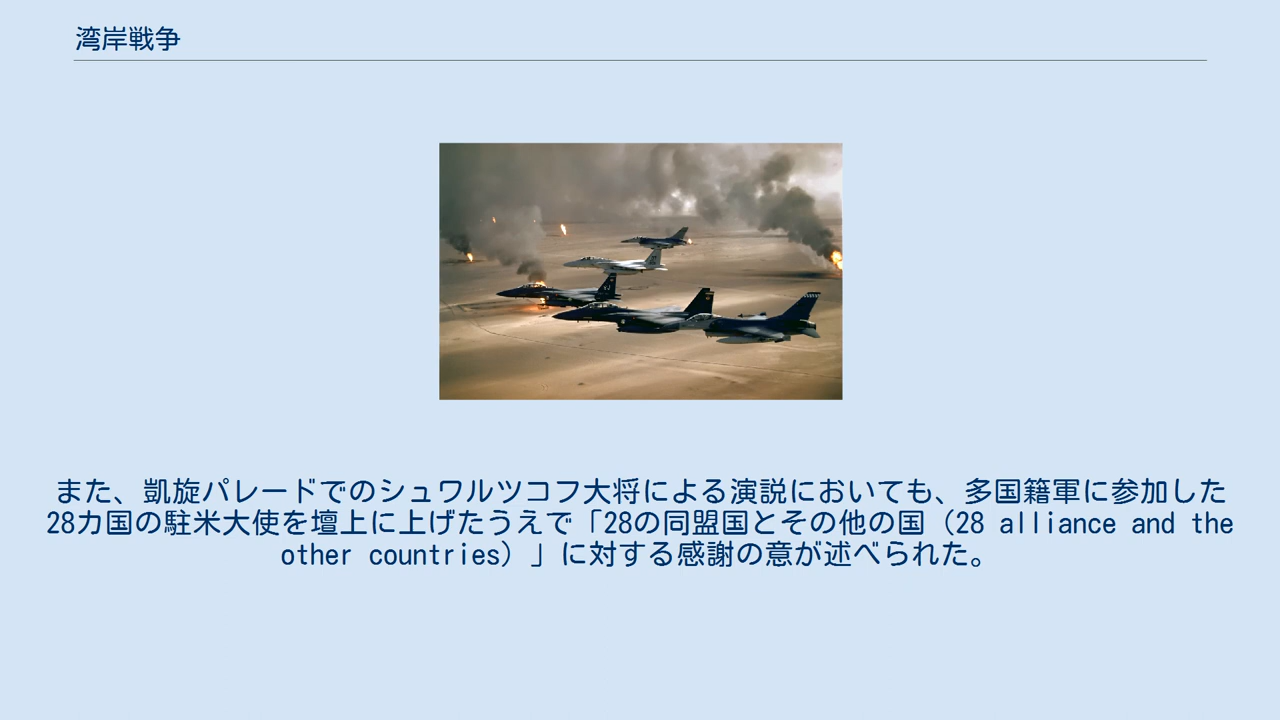 湾岸戦争
また、凱旋パレードでのシュワルツコフ大将による演説においても、多国籍軍に参加した
28カ国の駐米大使を壇上に上げたうえで「28の同盟国とその他の国（28 alliance and the
other countries）」に対する感謝の意が述べられた。